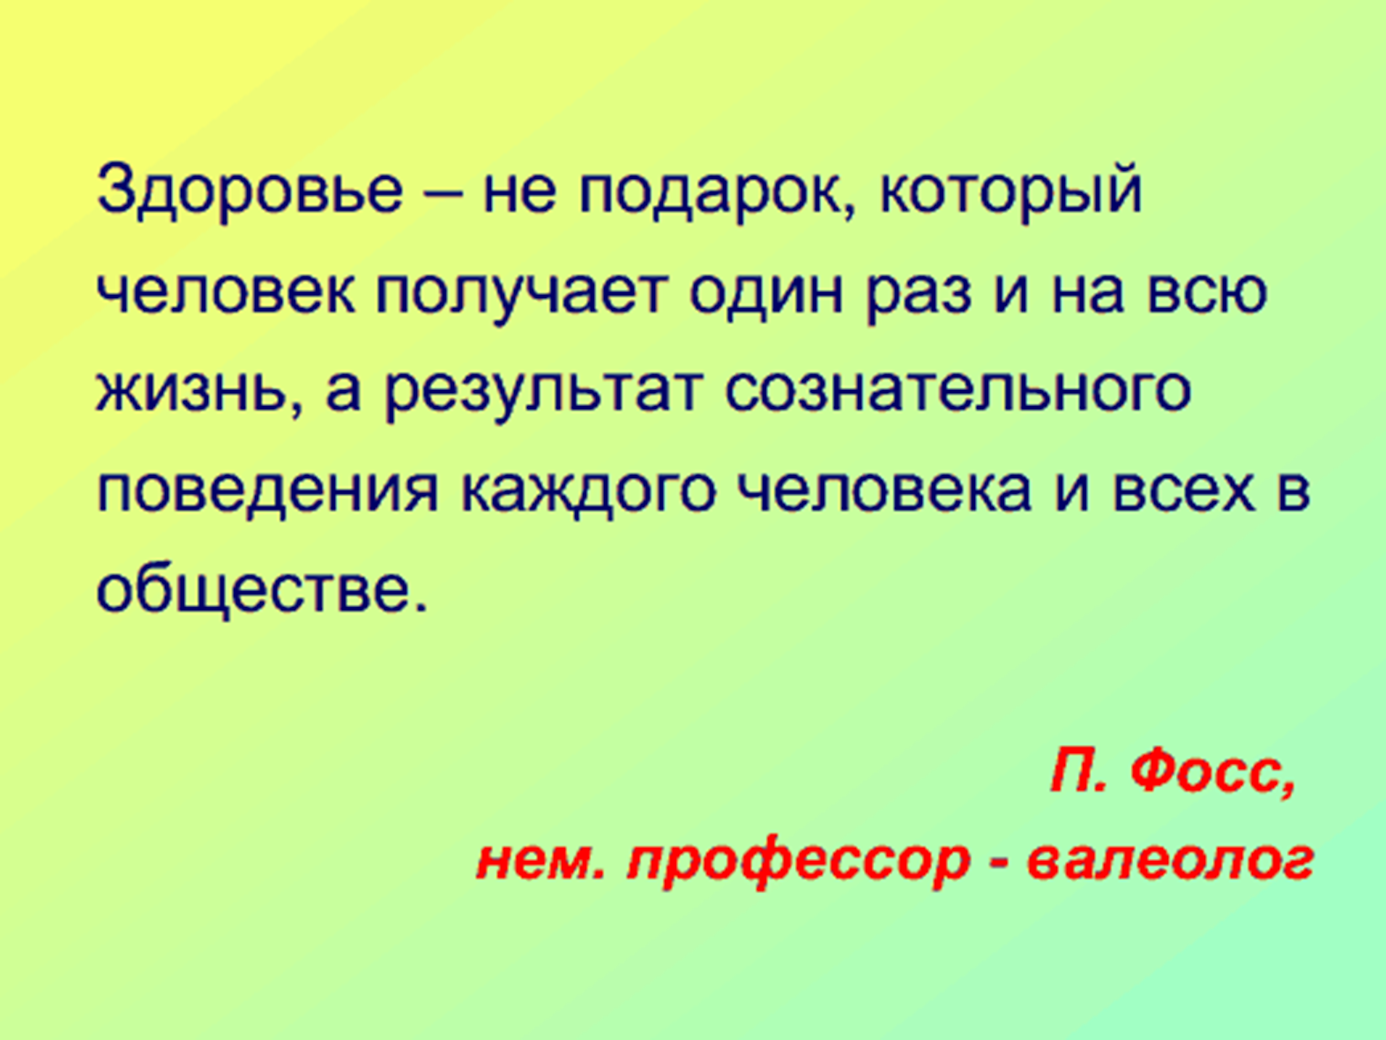 Здоровье – не подарок, который
человек получает один раз и на всю
жизнь, а результат сознательного
поведения каждого человека и всех в
обществе.
П. Фосс,
нем. профессор - валеолог